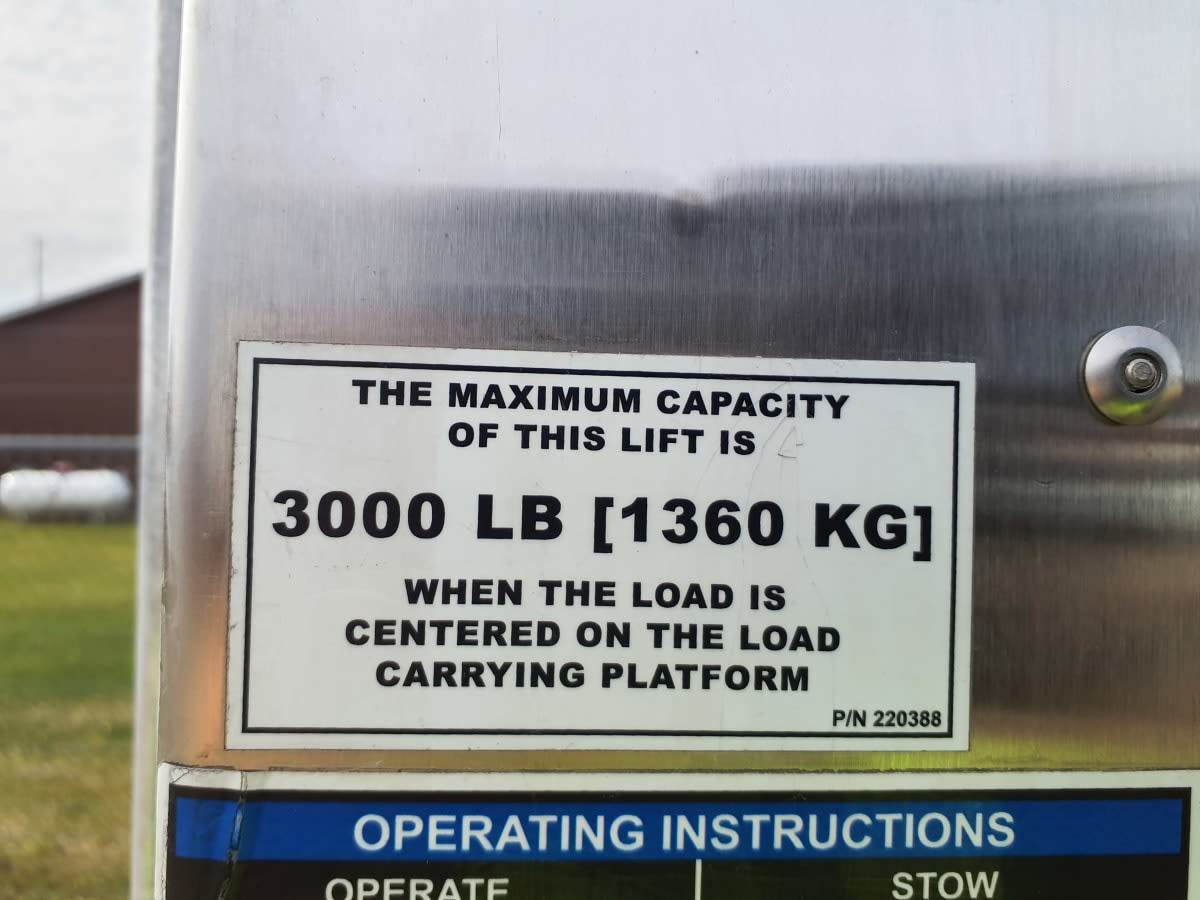 THE MAXIMUM CAPACITY
OF THIS LIFT IS
3000 LB [1360 KG]
WHEN THE LOAD IS
CENTERED ON THE LOAD
CARRYING PLATFORM
P/N 220388
OPERATING INSTRUCTIONS
OPERATE
STOW